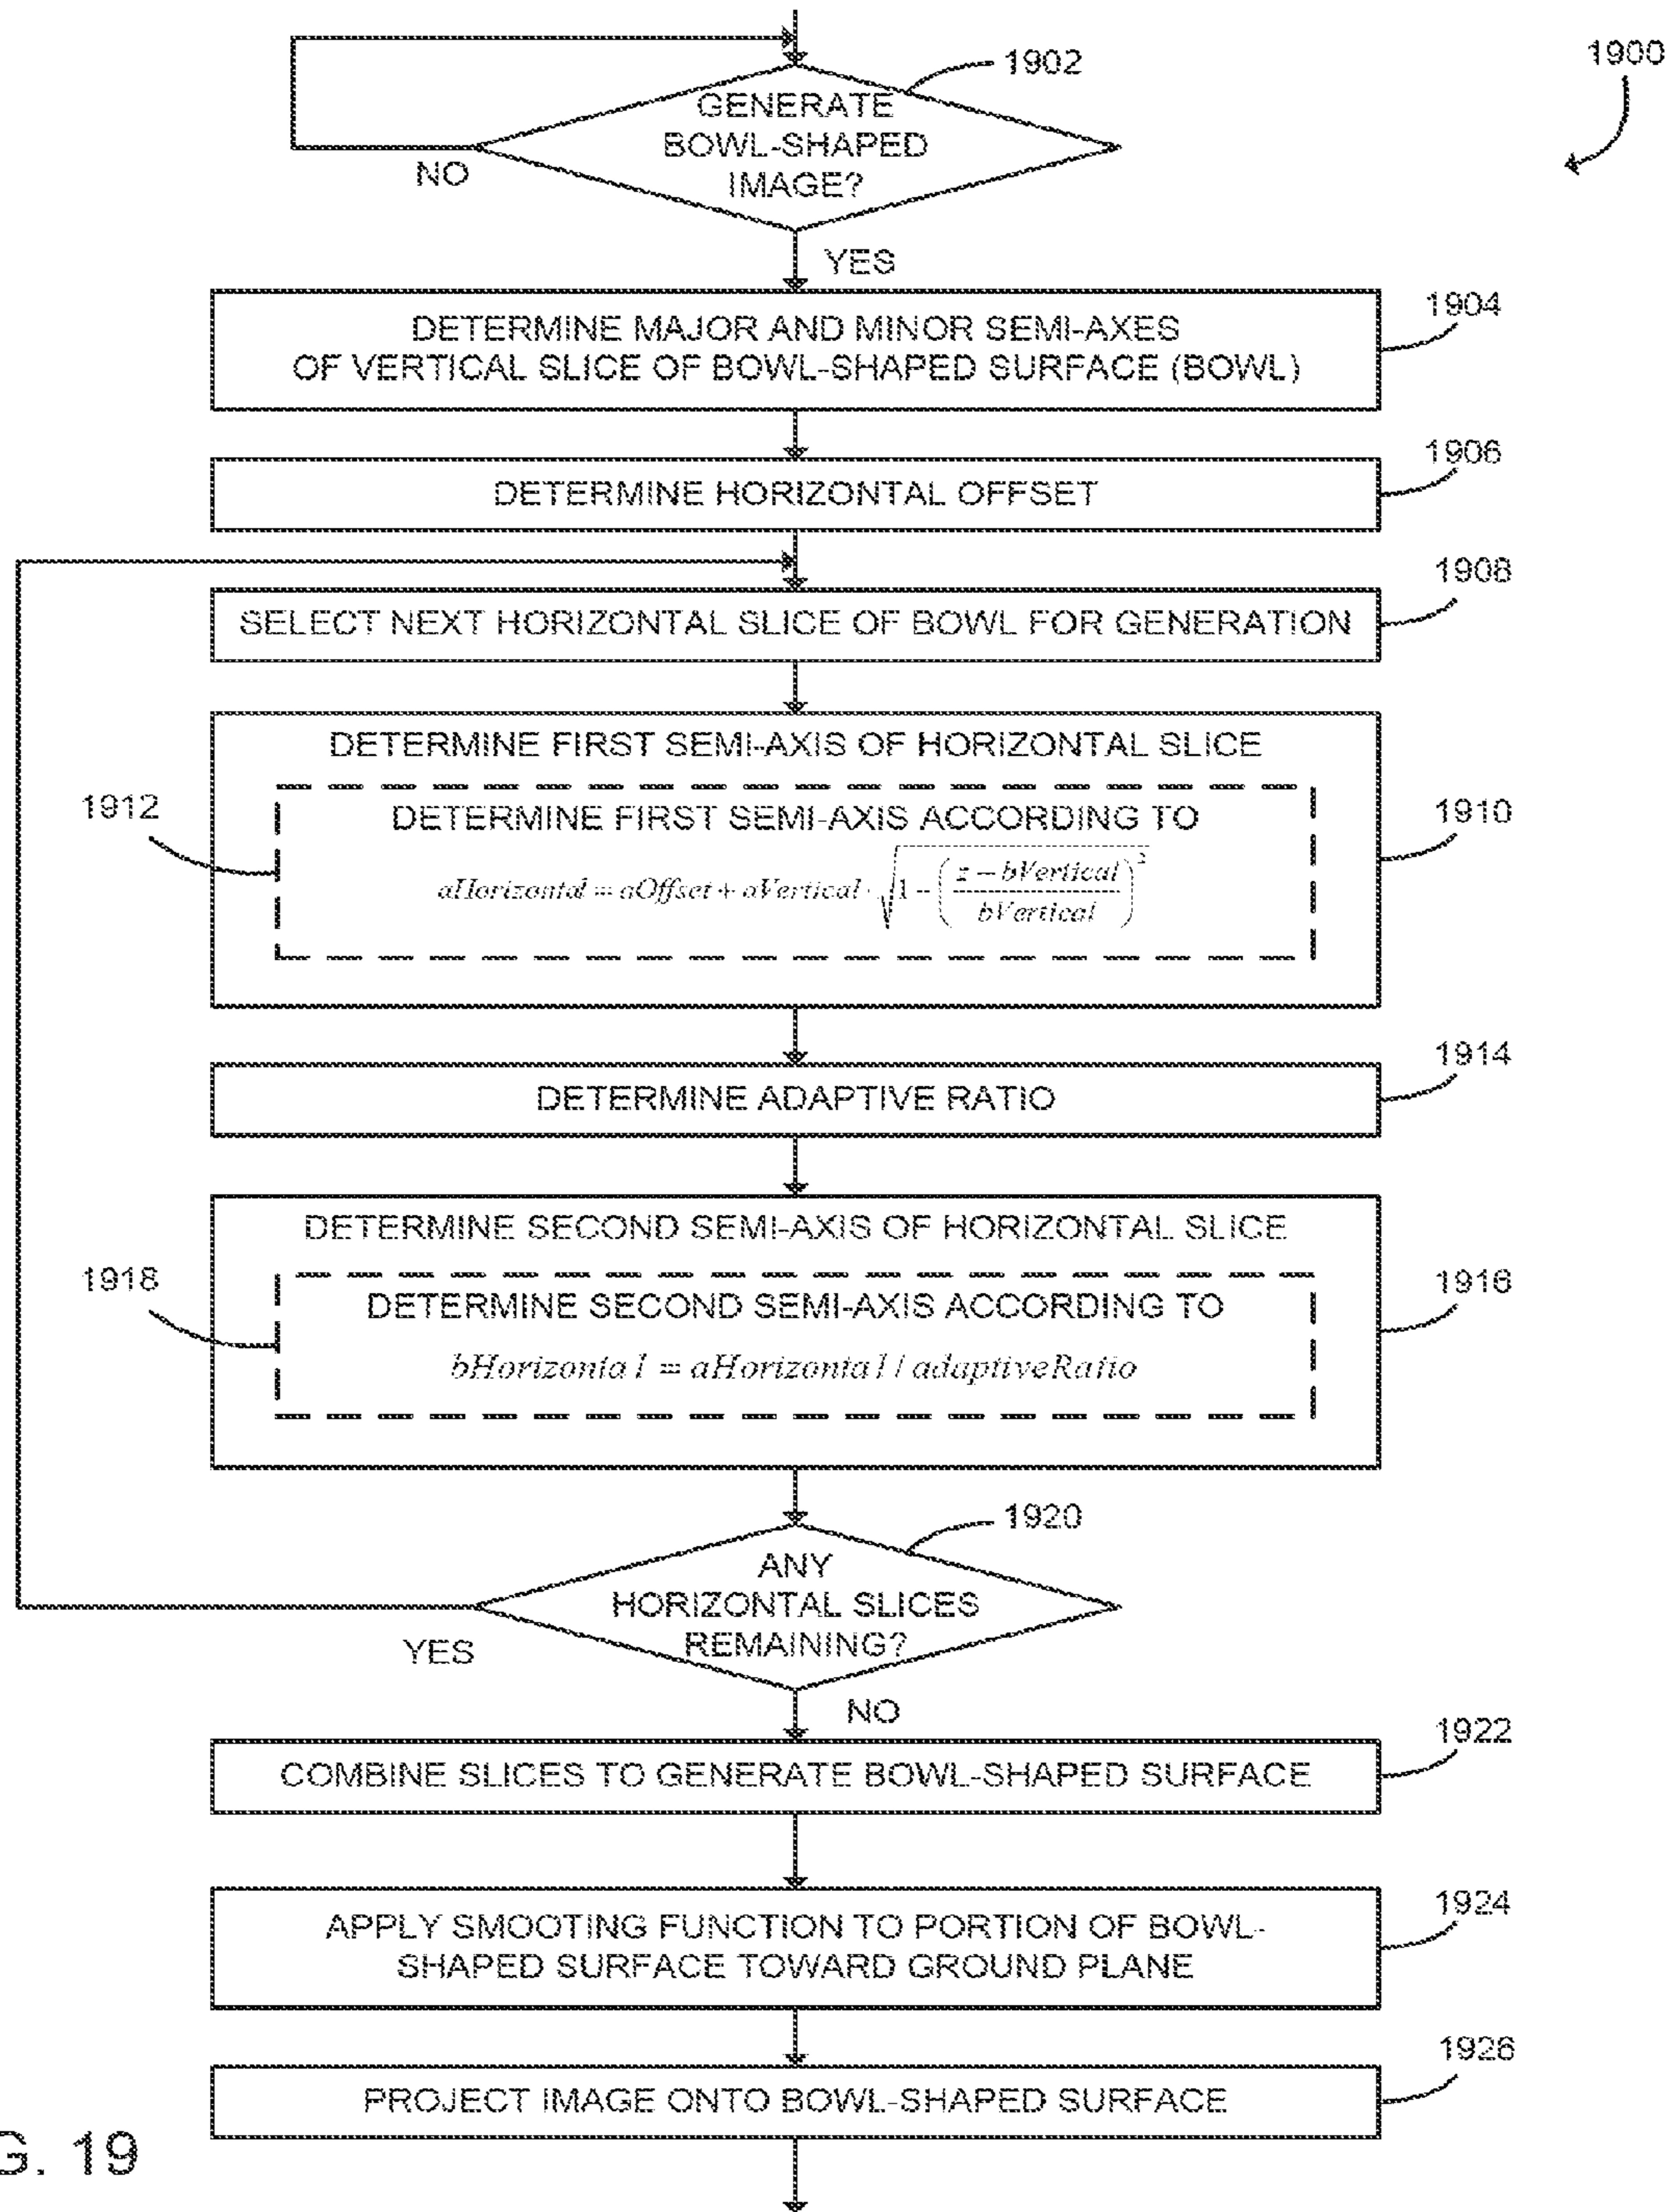 1900
1902
GENERATE
BOWL-SHAPED
IMAGE?
NO
YES
1904
DETERMINE MAJOR AND MINOR SEMI-AXES
OF VERTICAL SLICE OF BOWL-SHAPED SURFACE (BOWL)
1906
DETERMINE HORIZONTAL OFFSET
1908
SELECT NEXT HORIZONTAL SLICE OF BOWL FOR GENERATION
DETERMINE FIRST SEMI-AXIS OF HORIZONTAL SLICE
1912
1910
DETERMINE FIRST SEMI-AXIS ACCORDING TO
aHorizontal = aOffset + aVertical · √(1 - ((z - bVertical) / bVertical)²)
1914
DETERMINE ADAPTIVE RATIO
DETERMINE SECOND SEMI-AXIS OF HORIZONTAL SLICE
1918
1916
DETERMINE SECOND SEMI-AXIS ACCORDING TO
bHorizontal = aHorizontal / adaptiveRatio
1920
ANY
HORIZONTAL SLICES
REMAINING?
YES
NO
1922
COMBINE SLICES TO GENERATE BOWL-SHAPED SURFACE
1924
APPLY SMOOTING FUNCTION TO PORTION OF BOWL-
SHAPED SURFACE TOWARD GROUND PLANE
1926
PROJECT IMAGE ONTO BOWL-SHAPED SURFACE
G. 19